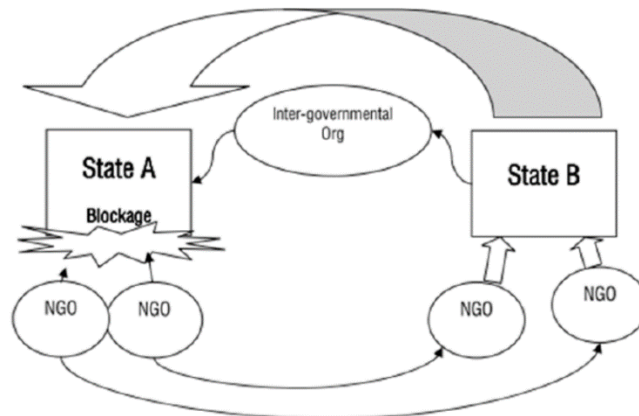 Inter-governmental
Org
State A
Blockage
State B
NGO
NGO
NGO
NGO